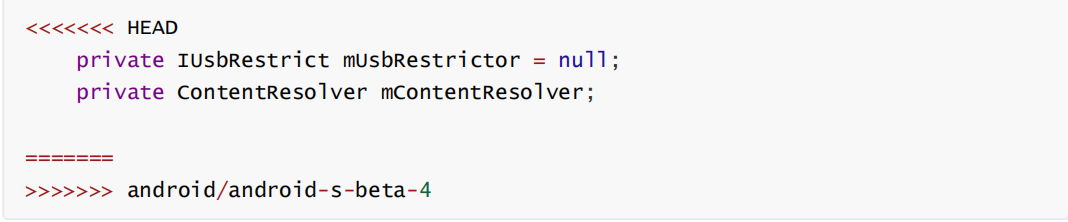 <<<<<<< HEAD
    private IUsbRestrict mUsbRestrictor = null;
    private ContentResolver mContentResolver;
=======
>>>>>>> android/android-s-beta-4